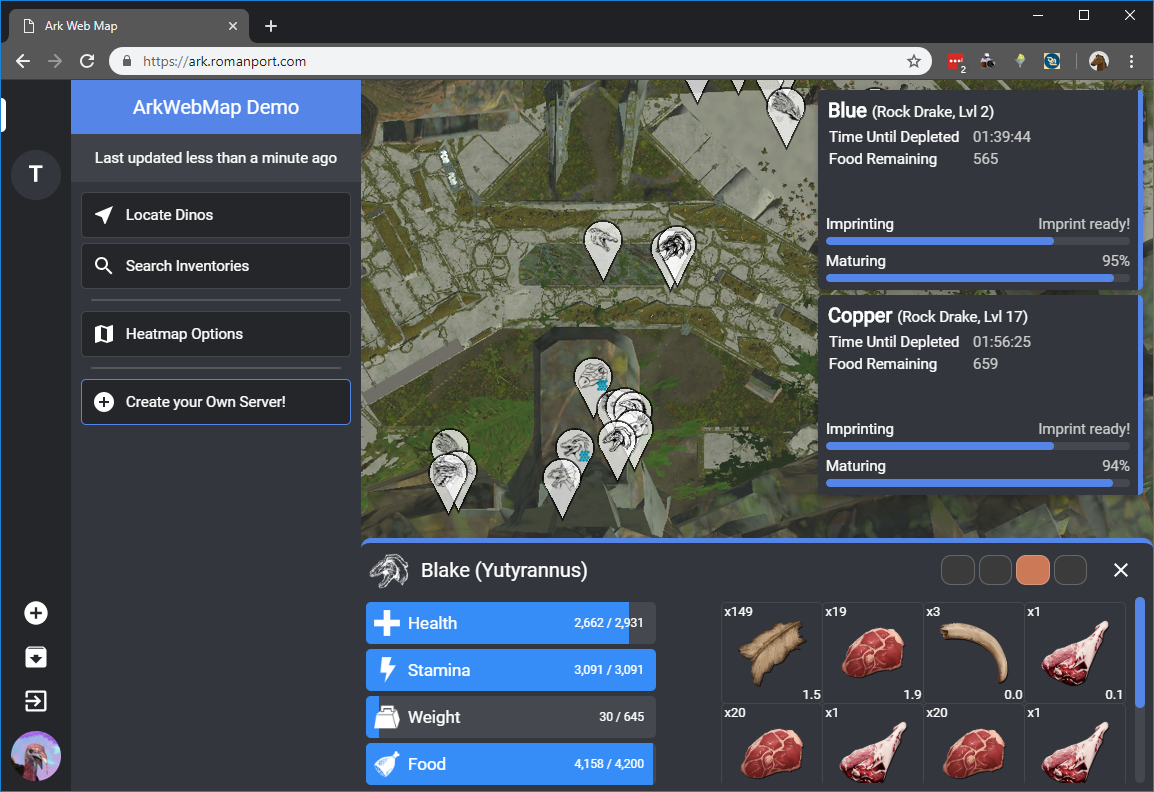 Ark Web Map
https://ark.romanport.com
2
ArkWebMap Demo
Last updated less than a minute ago
T
Locate Dinos
Search Inventories
Heatmap Options
Create your Own Server!
Blue (Rock Drake, Lvl 2)
Time Until Depleted 01:39:44
Food Remaining 565
Imprinting Imprint ready!
Maturing 95%
Copper (Rock Drake, Lvl 17)
Time Until Depleted 01:56:25
Food Remaining 659
Imprinting Imprint ready!
Maturing 94%
Blake (Yutyrannus)
Health 2,662 / 2,931
Stamina 3,091 / 3,091
Weight 30 / 645
Food 4,158 / 4,200
x149 x19 x3 x1
1.5 1.9 0.0 0.1
x20 x1 x20 x1